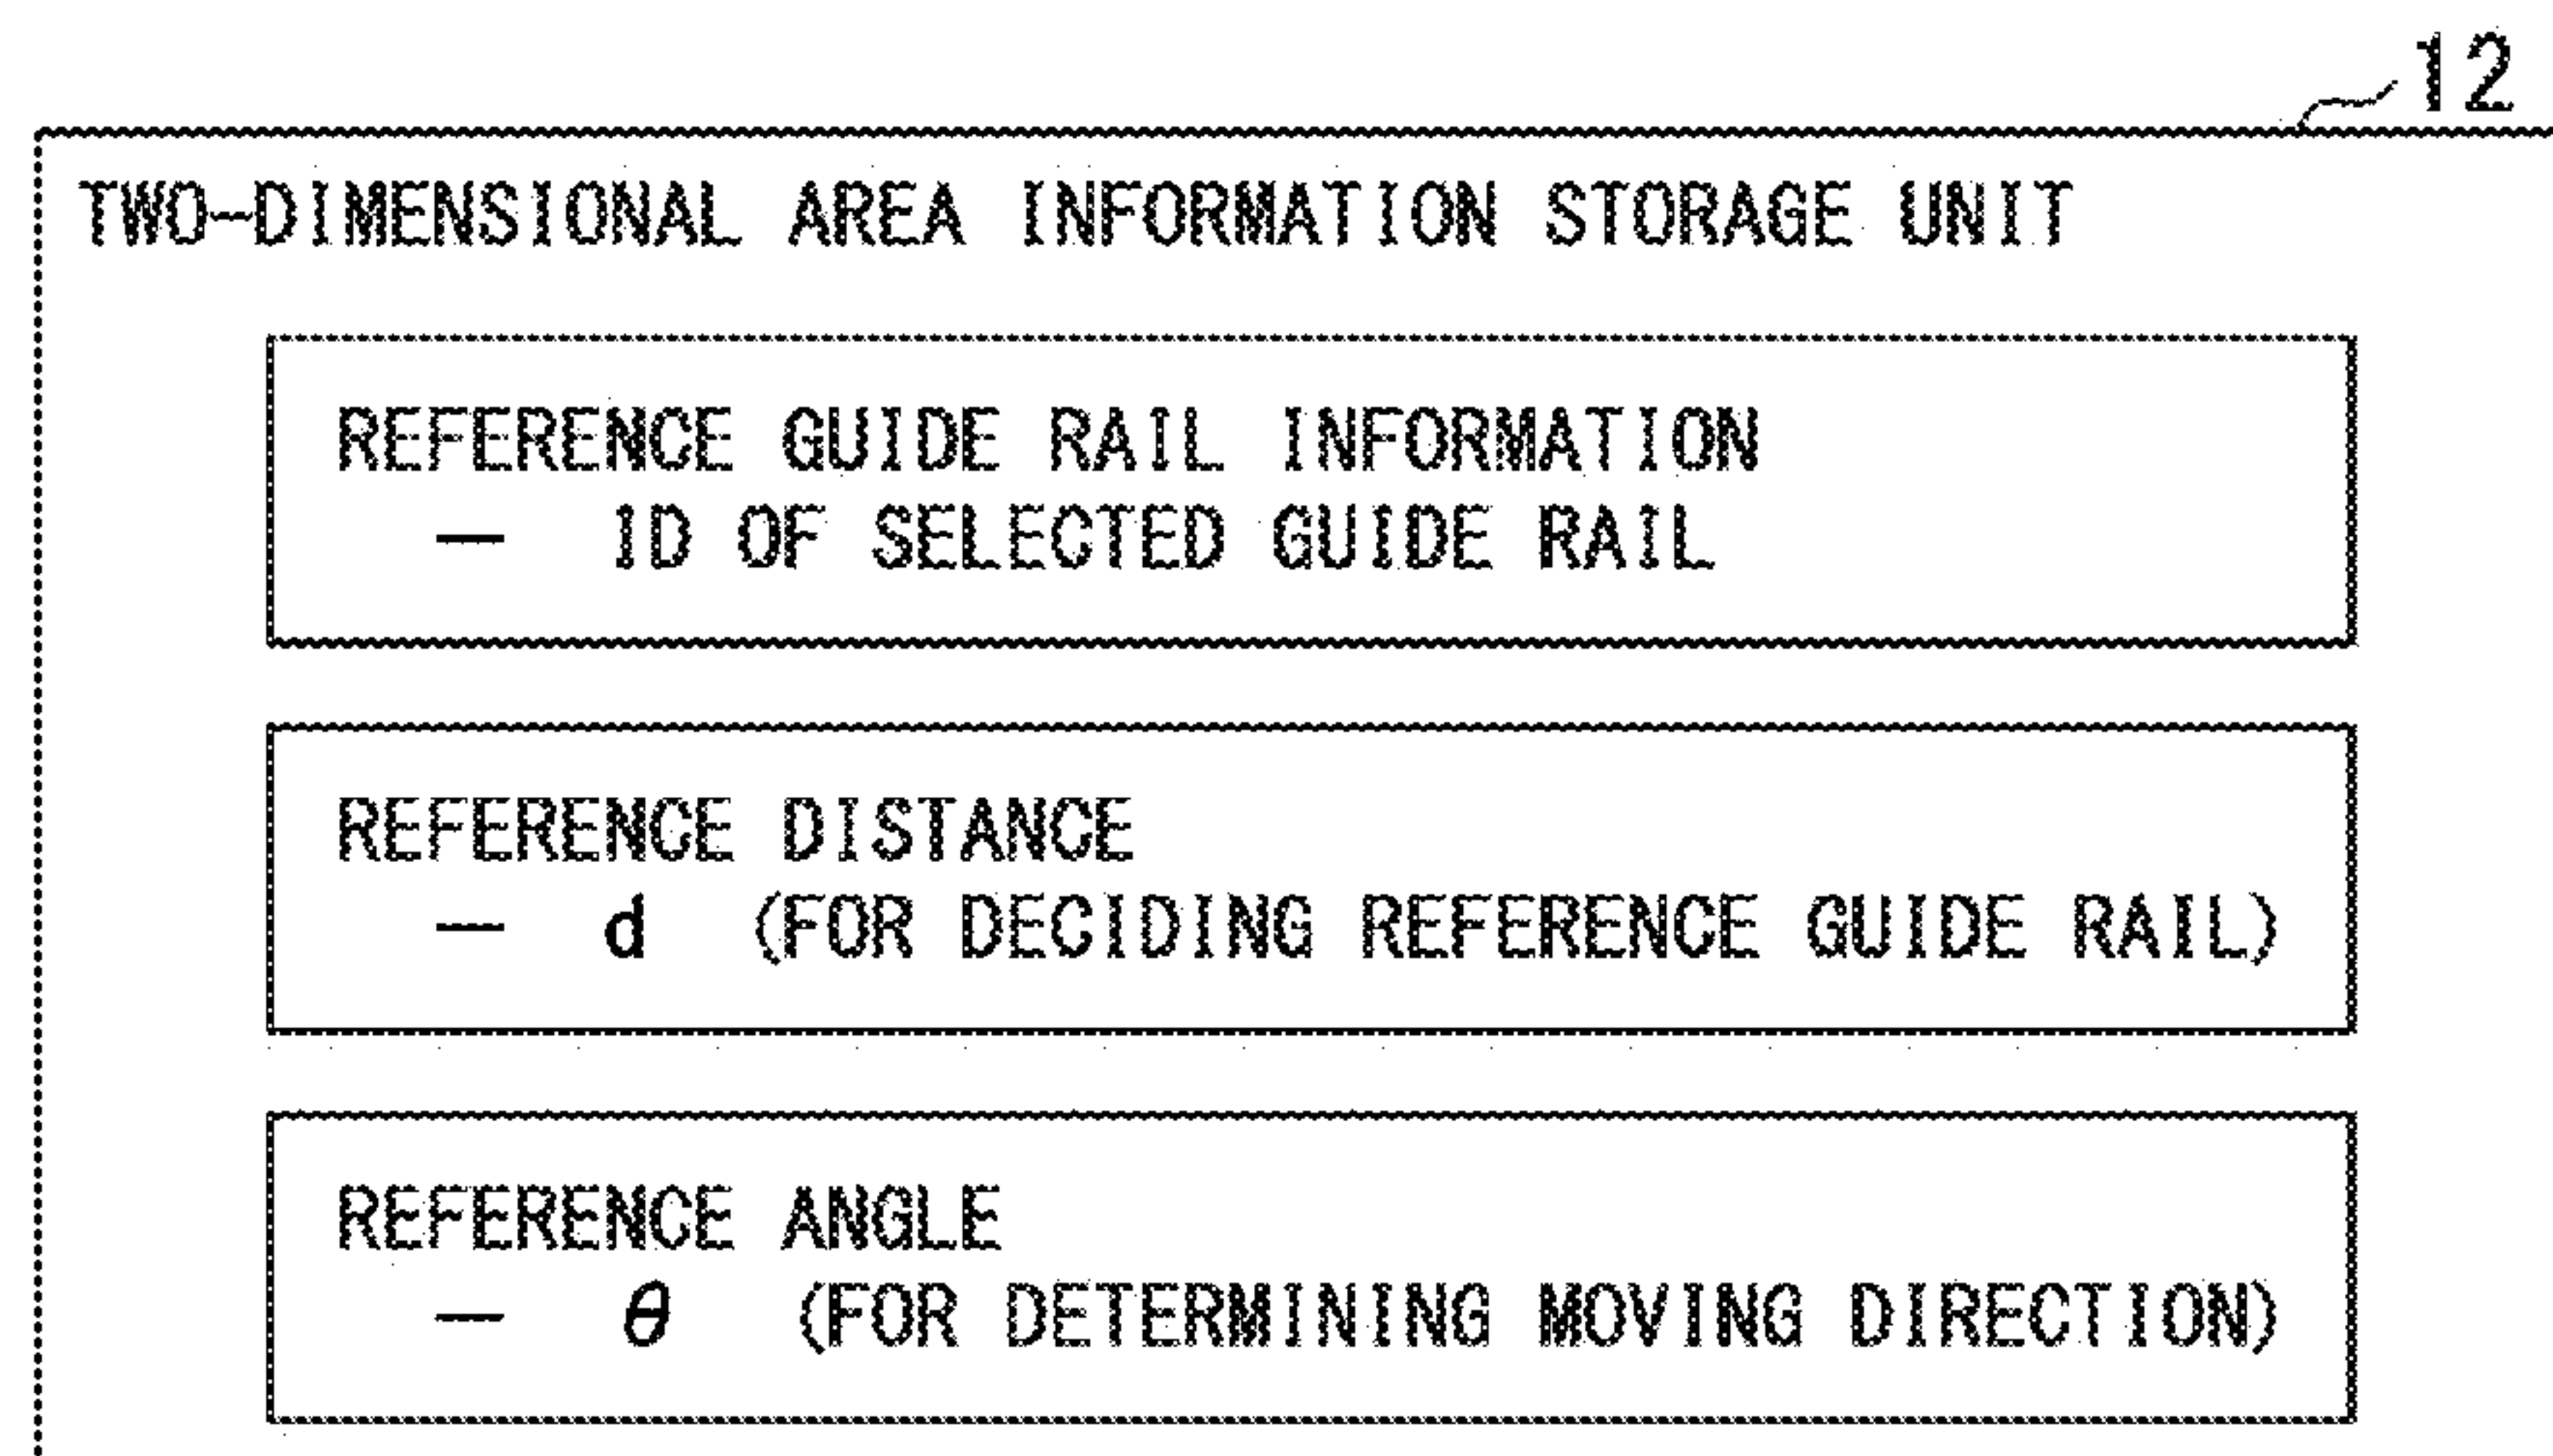 12
TWO-DIMENSIONAL AREA INFORMATION STORAGE UNIT
REFERENCE GUIDE RAIL INFORMATION
— ID OF SELECTED GUIDE RAIL
REFERENCE DISTANCE
— d (FOR DECIDING REFERENCE GUIDE RAIL)
REFERENCE ANGLE
— θ (FOR DETERMINING MOVING DIRECTION)